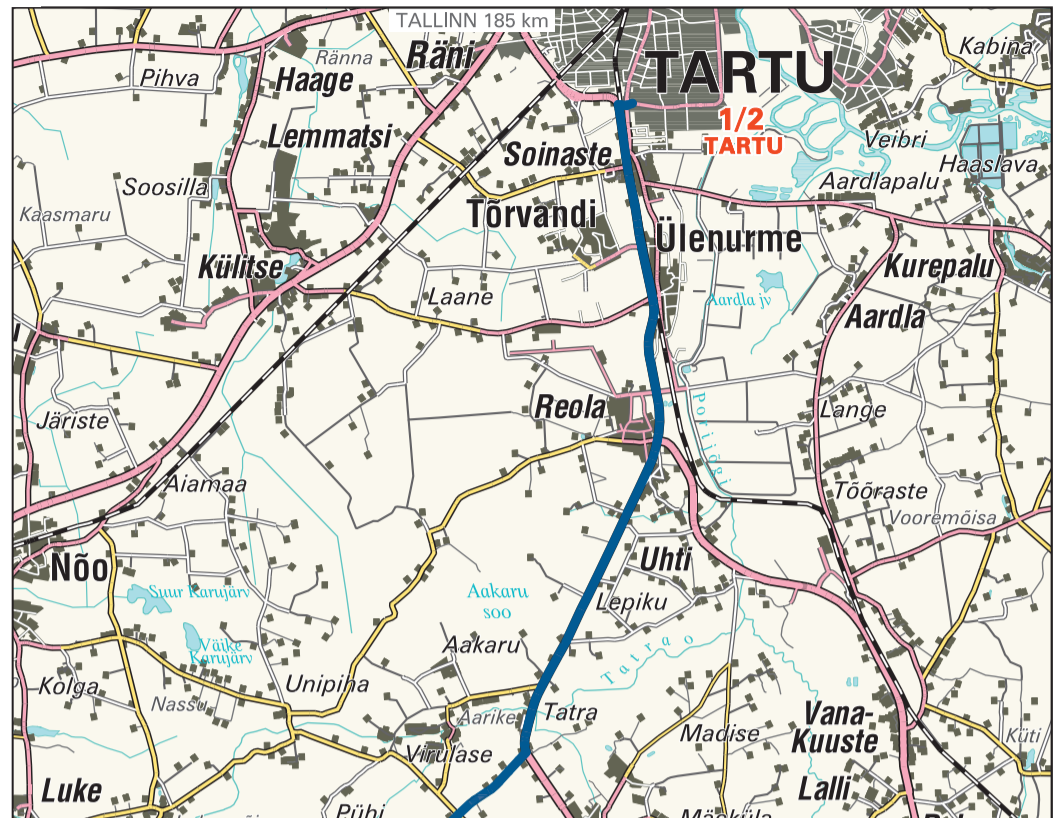 TALLINN 185 km
Räni
Kabina
Ränna
Pihva
Haage
TARTU
1/2
TARTU
Lemmatsi
Veibri
Soinaste
Haaslava
Soosilla
Aardlapalu
Kaasmaru
Tõrvandi
Ülenurme
Külitse
Kurepalu
Laane
Aardla jv
Aardla
Reola
Järiste
Lange
Porijõgi
Aiamaa
Tõõraste
Vooremõisa
Nõo
Uhti
Suur Karujärv
Aakaru
soo
Lepiku
Väike
Karujärv
Aakaru
Tatra o
Kolga
Unipiha
Nassu
Aarike
Tatra
Madise
Vana-
Kuuste
Küti
Virulase
Luke
Lalli
Pühi